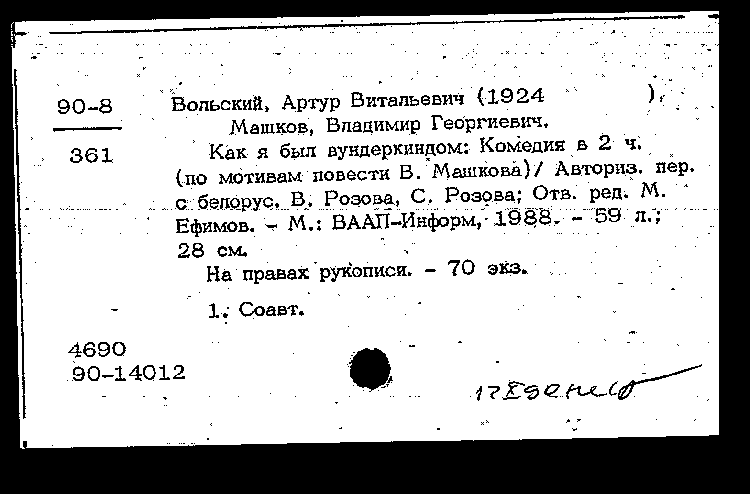 90-8 Вольский, Артур Витальевич (1924 ).
Машков, Владимир Георгиевич.
361 Как я был вундеркиндом: Комедия в 2 ч.
(по мотивам повести В. Машкова)/ Авториз. пер.
с белорус. В. Розова, С. Розова; Отв. ред. М.
Ефимов. - М.: ВААП-Информ, 1988. - 59 л.;
28 см.
На правах рукописи. - 70 экз.
1. Соавт.
4690
90-14012